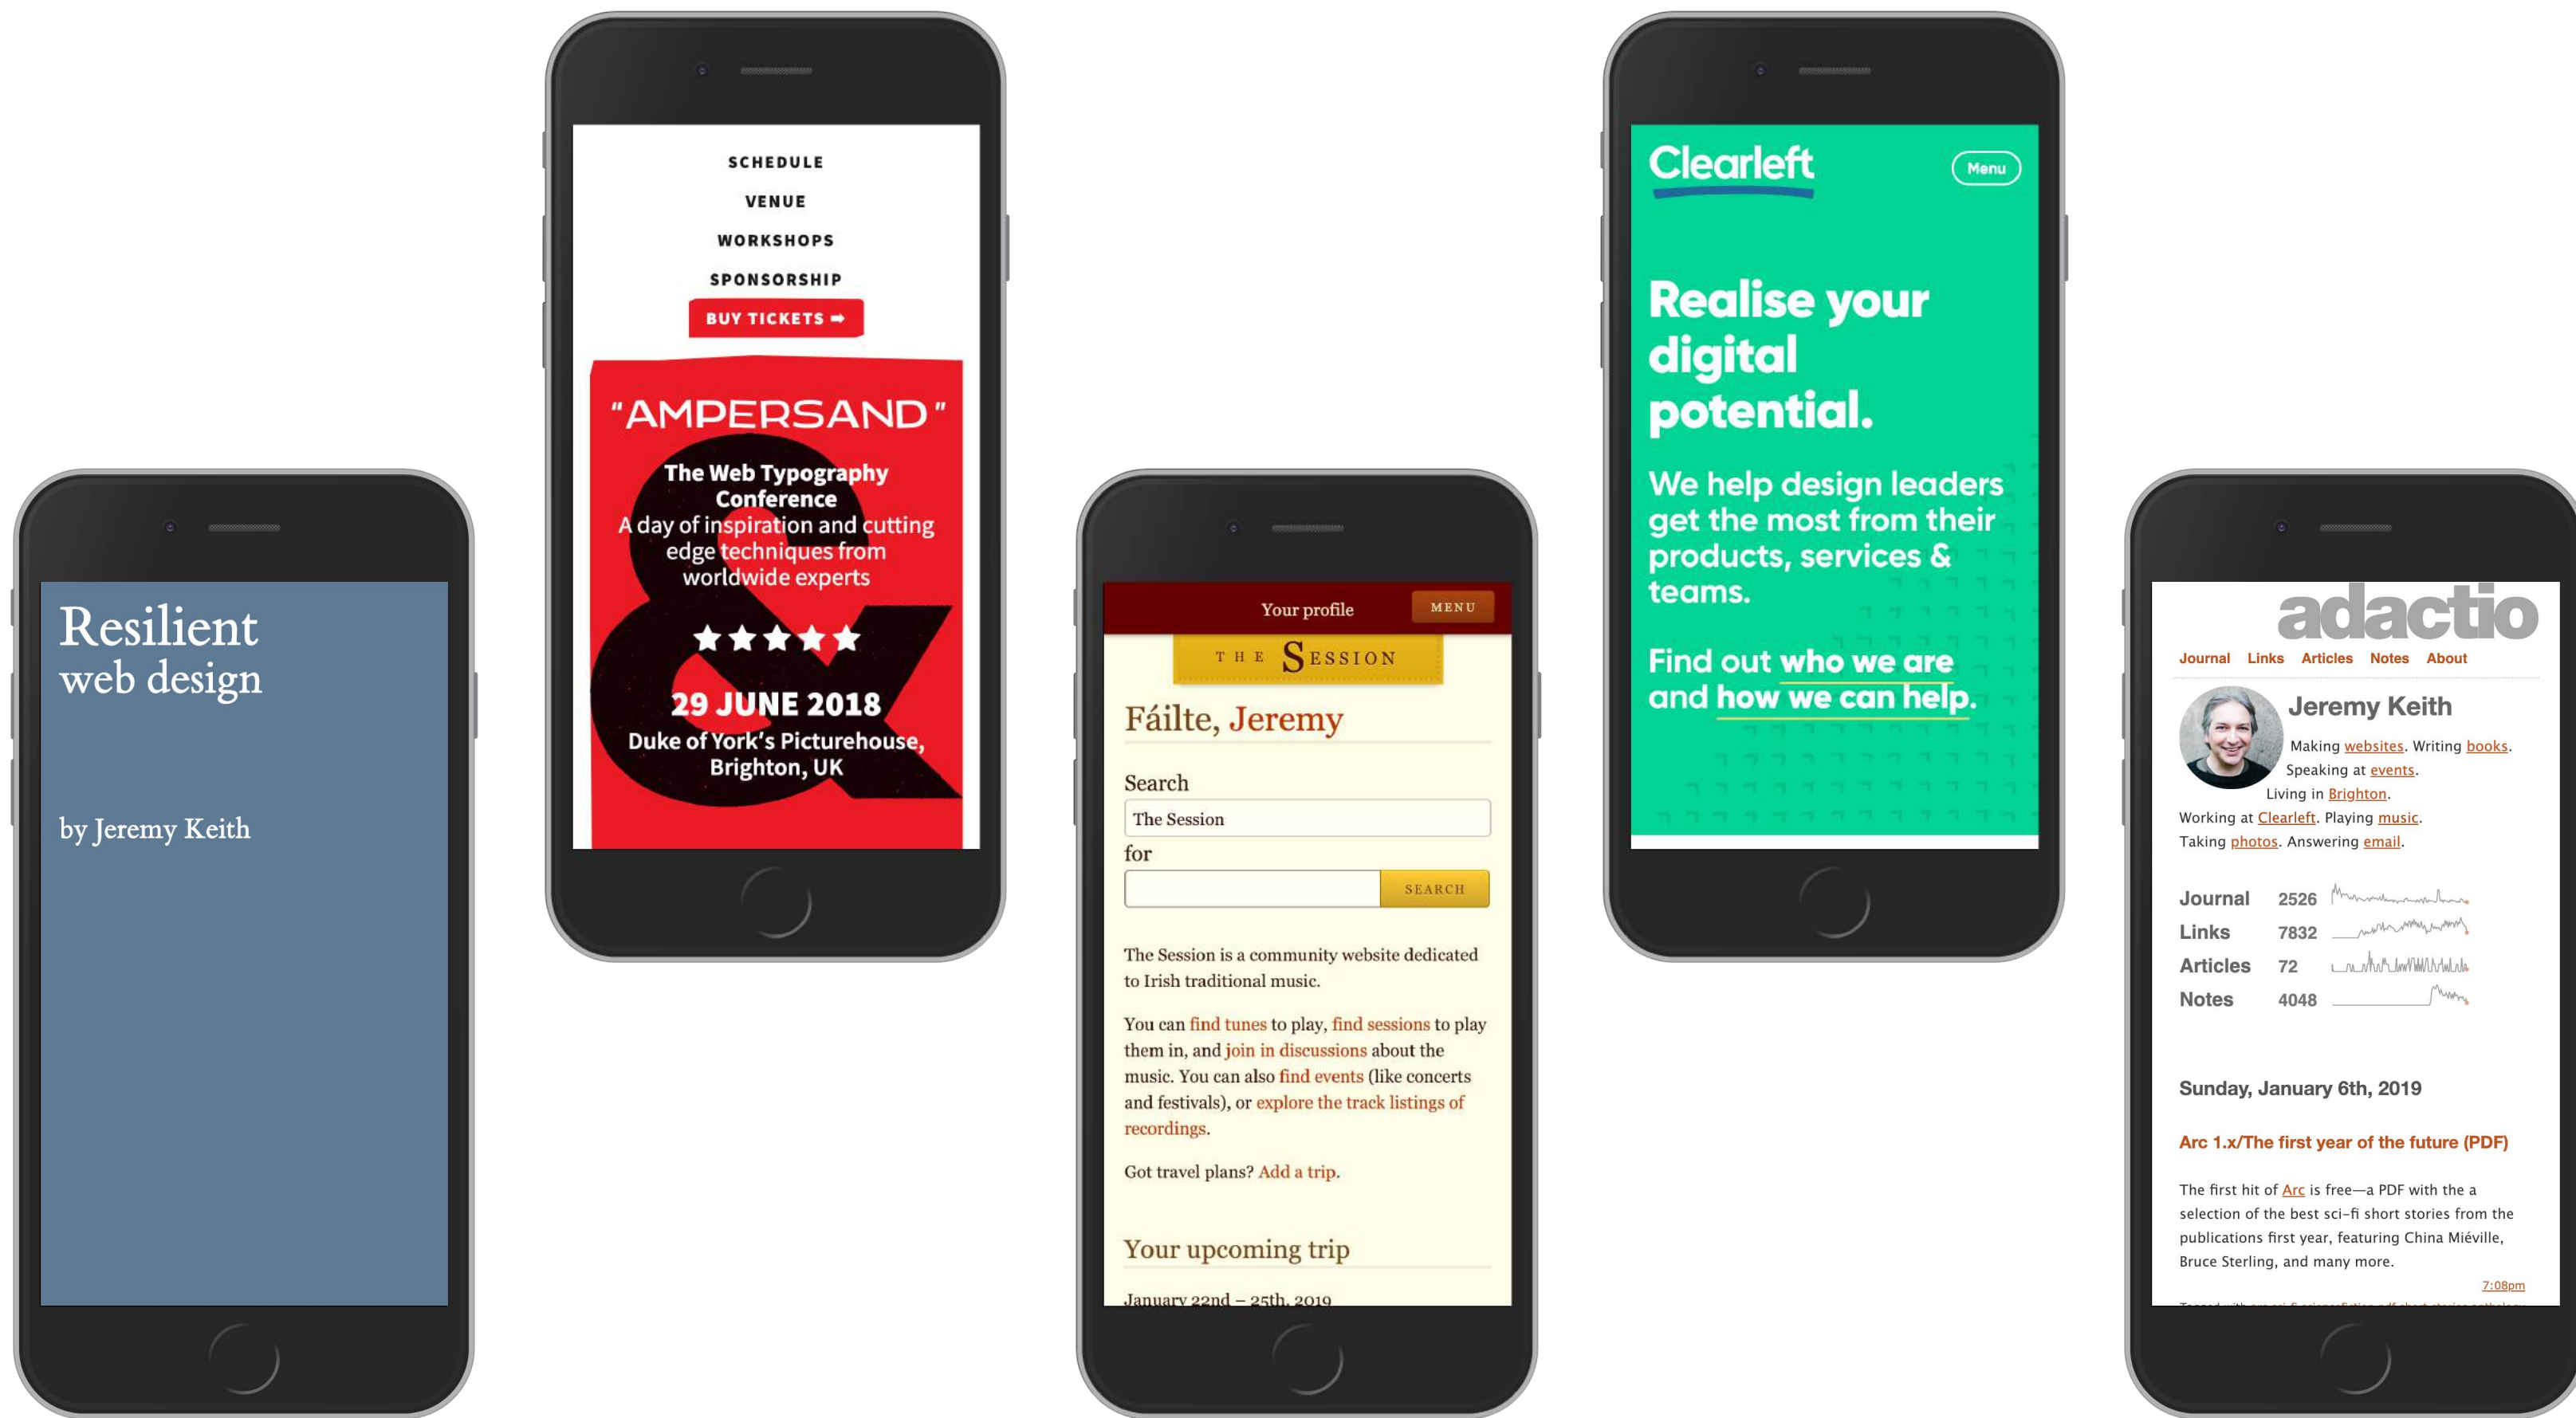 Resilient
web design
by Jeremy Keith
SCHEDULE
VENUE
WORKSHOPS
SPONSORSHIP
BUY TICKETS ➡
"AMPERSAND"
The Web Typography
Conference
A day of inspiration and cutting
edge techniques from
worldwide experts
★★★★★
29 JUNE 2018
Duke of York's Picturehouse,
Brighton, UK
Your profile
MENU
THE SESSION
Fáilte, Jeremy
Search
The Session
for
SEARCH
The Session is a community website dedicated
to Irish traditional music.
You can find tunes to play, find sessions to play
them in, and join in discussions about the
music. You can also find events (like concerts
and festivals), or explore the track listings of
recordings.
Got travel plans? Add a trip.
Your upcoming trip
January 22nd – 25th, 2019
Clearleft
Menu
Realise your
digital
potential.
We help design leaders
get the most from their
products, services &
teams.
Find out who we are
and how we can help.
adactio
Journal Links Articles Notes About
Jeremy Keith
Making websites. Writing books.
Speaking at events.
Living in Brighton.
Working at Clearleft. Playing music.
Taking photos. Answering email.
Journal 2526
Links 7832
Articles 72
Notes 4048
Sunday, January 6th, 2019
Arc 1.x/The first year of the future (PDF)
The first hit of Arc is free—a PDF with the a
selection of the best sci-fi short stories from the
publications first year, featuring China Miéville,
Bruce Sterling, and many more.
7:08pm